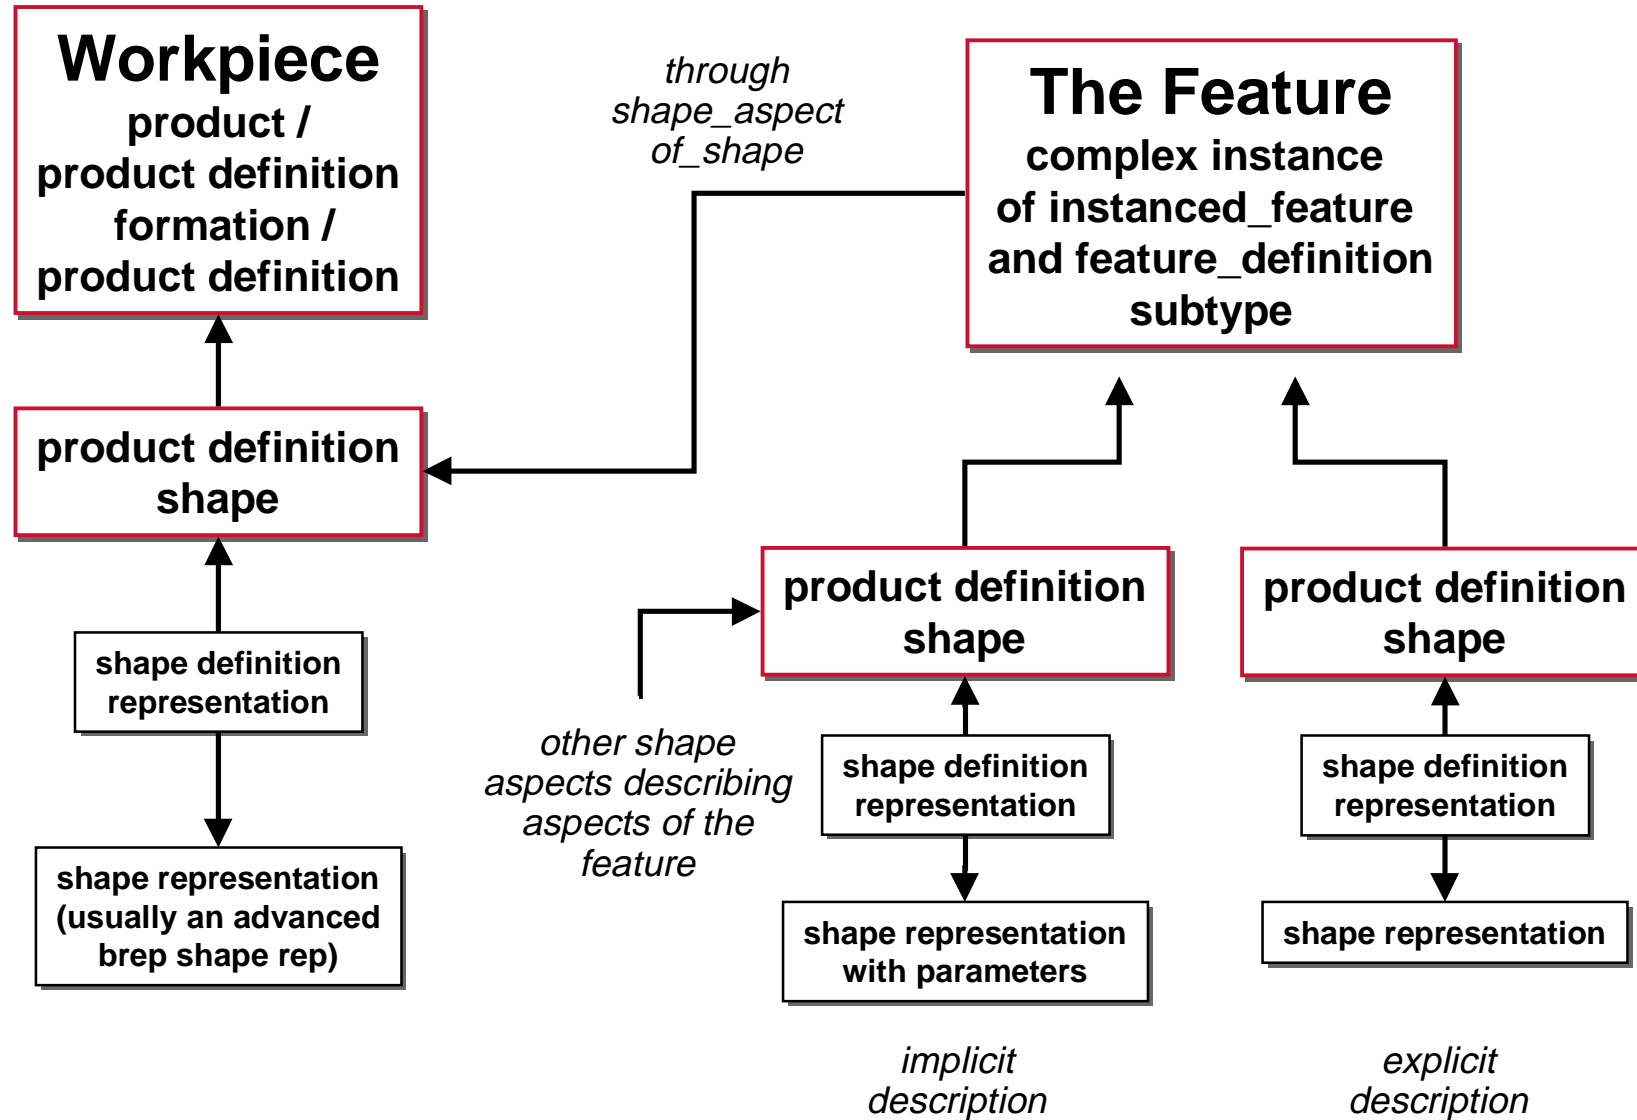 Workpiece
product /
product definition
formation /
product definition
through
shape_aspect
of_shape
The Feature
complex instance
of instanced_feature
and feature_definition
subtype
product definition
shape
shape definition
representation
shape representation
(usually an advanced
brep shape rep)
other shape
aspects describing
aspects of the
feature
product definition
shape
shape definition
representation
shape representation
with parameters
implicit
description
product definition
shape
shape definition
representation
shape representation
explicit
description